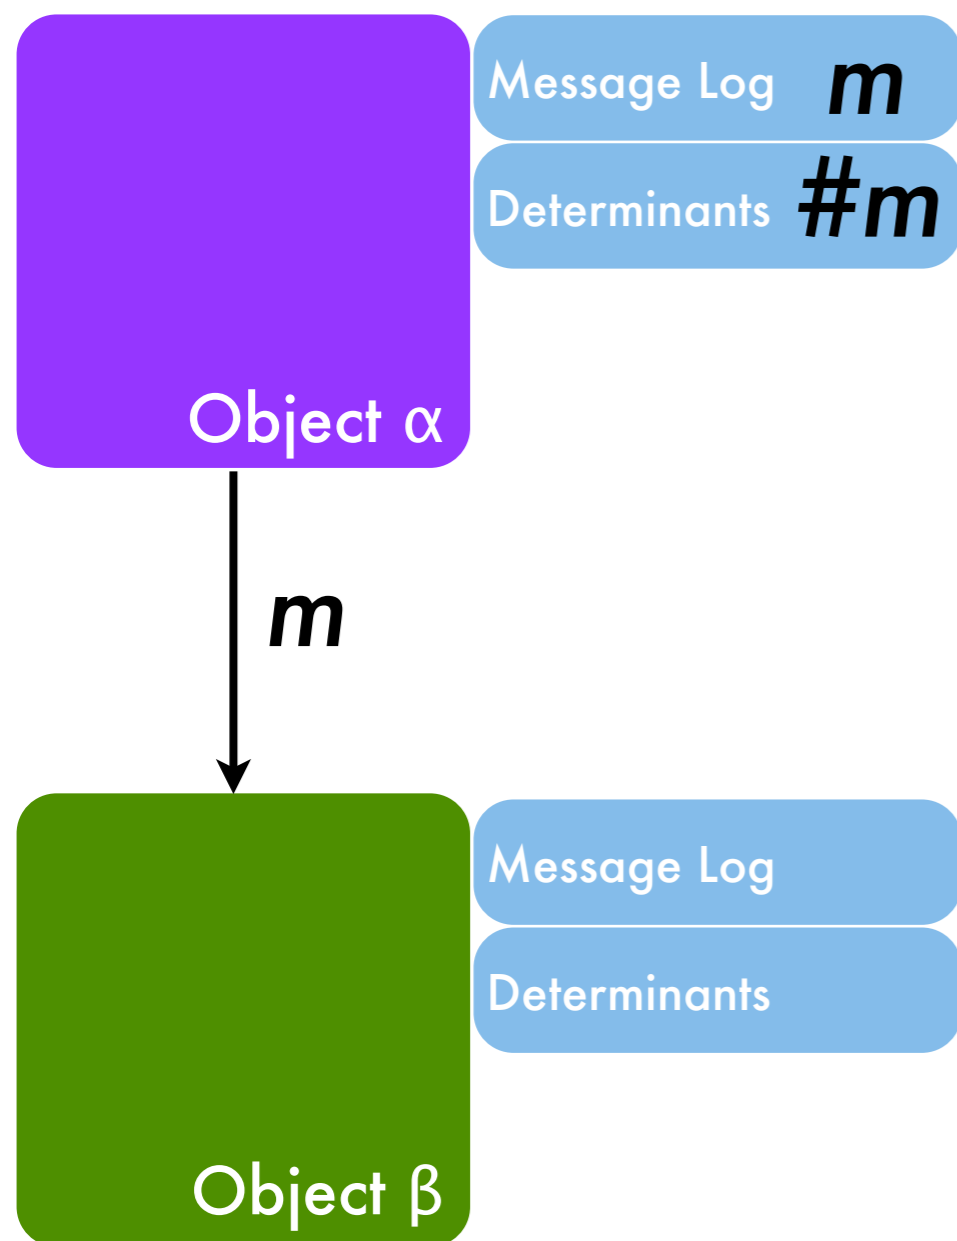 Message Log m
Determinants #m
Object α
m
Message Log
Determinants
Object β